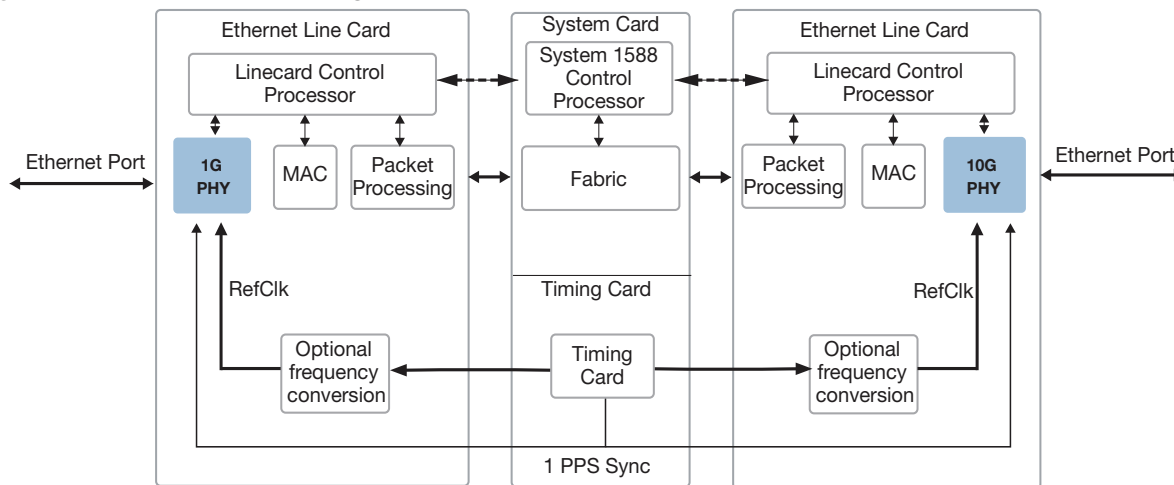 Ethernet Line Card
System Card
Ethernet Line Card
Linecard Control
Processor
System 1588
Control
Processor
Linecard Control
Processor
Ethernet Port
1G
PHY
MAC
Packet
Processing
Fabric
Packet
Processing
MAC
10G
PHY
Ethernet Port
RefClk
Timing Card
RefClk
Optional
frequency
conversion
Timing
Card
Optional
frequency
conversion
1 PPS Sync